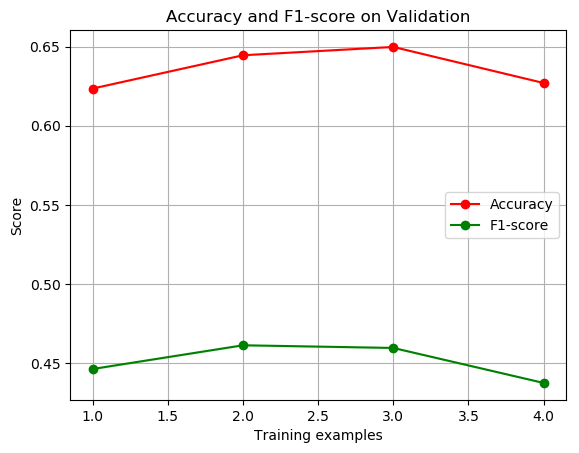 Accuracy and F1-score on Validation
0.65
0.60
0.55
0.50
0.45
Score
Accuracy
F1-score
1.0 1.5 2.0 2.5 3.0 3.5 4.0
Training examples